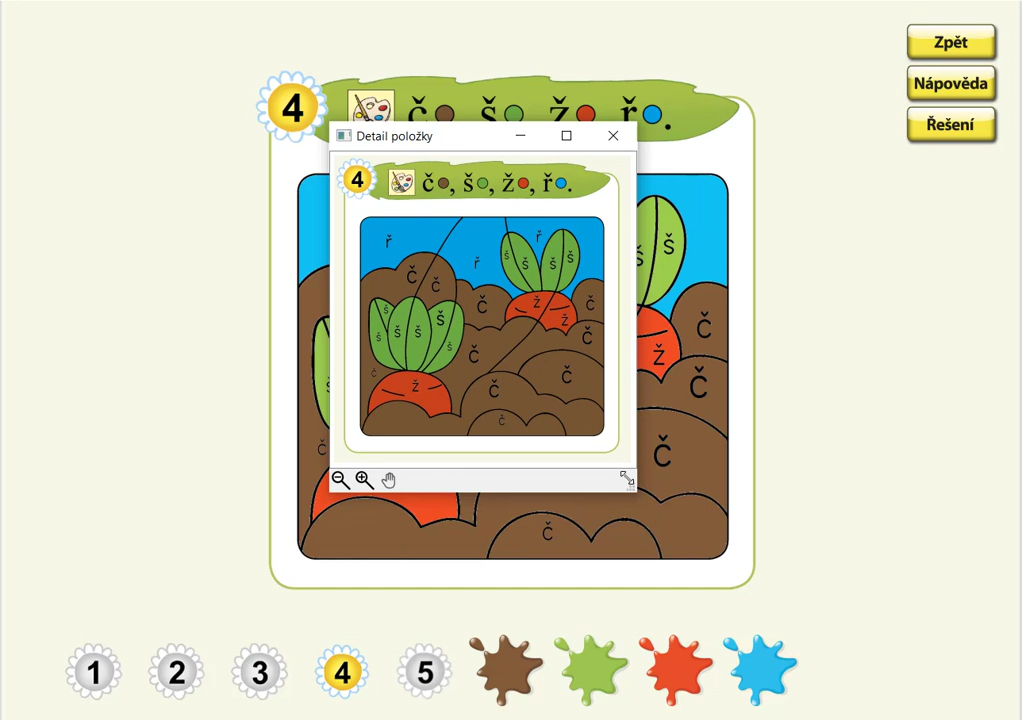 Zpět
Nápověda
Řešení
4 č š ž ř.
Detail položky
4 č, š, ž, ř.
ř ř
ř š š š š
č č
č ž č
š š š š š š
ž č
č
č č
ž č
č
š š
ž č
č
č
č
č
1 2 3 4 5